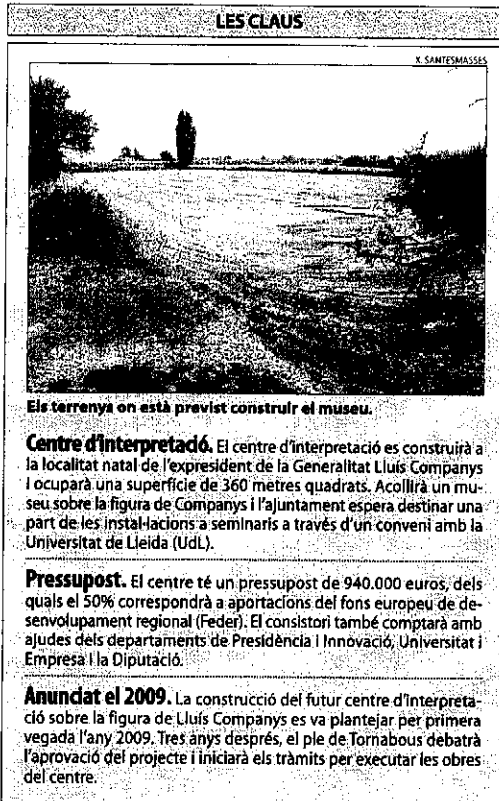 LES CLAUS
X. SANTESMASSES
Els terrenys on està previst construir el museu.
Centre d'interpretació. El centre d'interpretació es construirà a
la localitat natal de l'expresident de la Generalitat Lluís Companys
i ocuparà una superfície de 360 metres quadrats. Acollirà un mu-
seu sobre la figura de Companys i l'ajuntament espera destinar una
part de les instal·lacions a seminaris a través d'un conveni amb la
Universitat de Lleida (UdL).
Pressupost. El centre té un pressupost de 940.000 euros, dels
quals el 50% correspondrà a aportacions del fons europeu de de-
senvolupament regional (Feder). El consistori també comptarà amb
ajudes dels departaments de Presidència i Innovació, Universitat i
Empresa i la Diputació.
Anunciat el 2009. La construcció del futur centre d'interpreta-
ció sobre la figura de Lluís Companys es va plantejar per primera
vegada l'any 2009. Tres anys després, el ple de Tornabous debatrà
l'aprovació del projecte i iniciarà els tràmits per executar les obres
del centre.